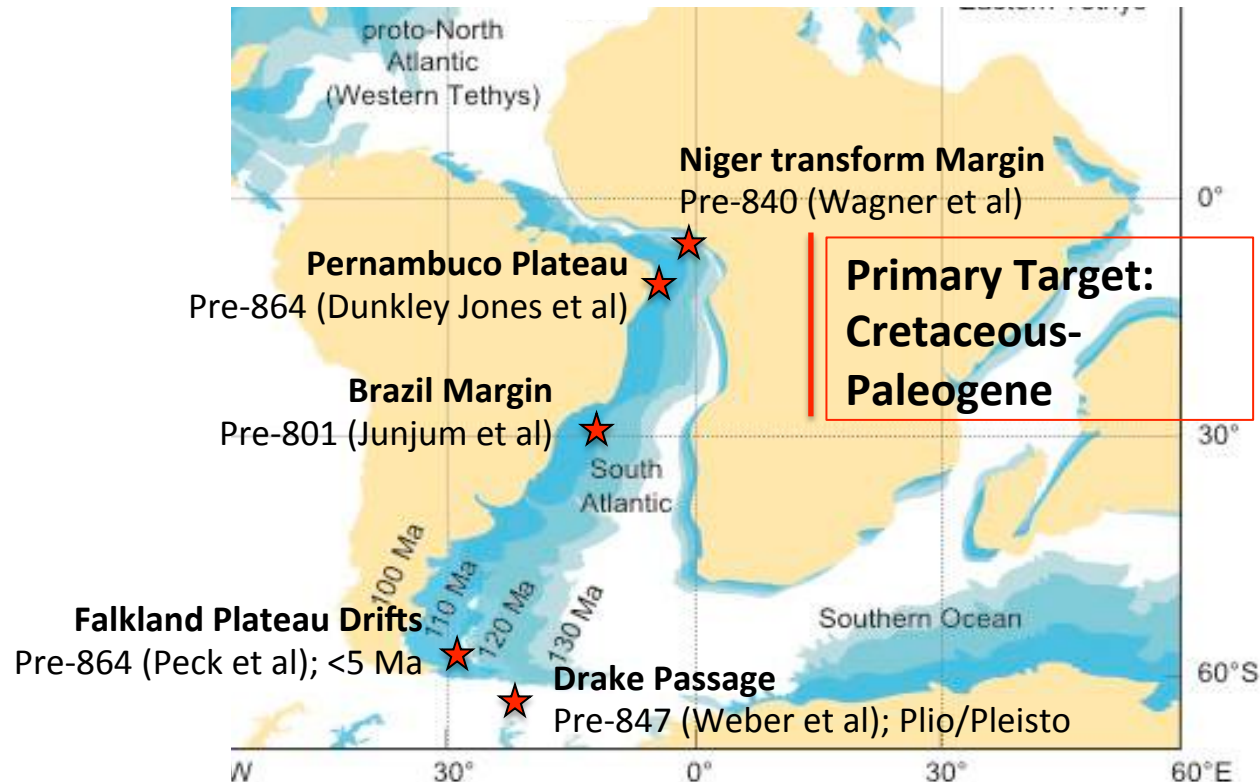 proto-North
Atlantic
(Western Tethys)
Eastern Tethys
Niger transform Margin
Pre-840 (Wagner et al)
0°
Pernambuco Plateau
Pre-864 (Dunkley Jones et al)
Primary Target:
Cretaceous-
Paleogene
Brazil Margin
Pre-801 (Junjum et al)
30°
South
Atlantic
100 Ma
110 Ma
120 Ma
130 Ma
Falkland Plateau Drifts
Pre-864 (Peck et al); <5 Ma
Southern Ocean
60°S
Drake Passage
Pre-847 (Weber et al); Plio/Pleisto
W
30°
0°
30°
60°E